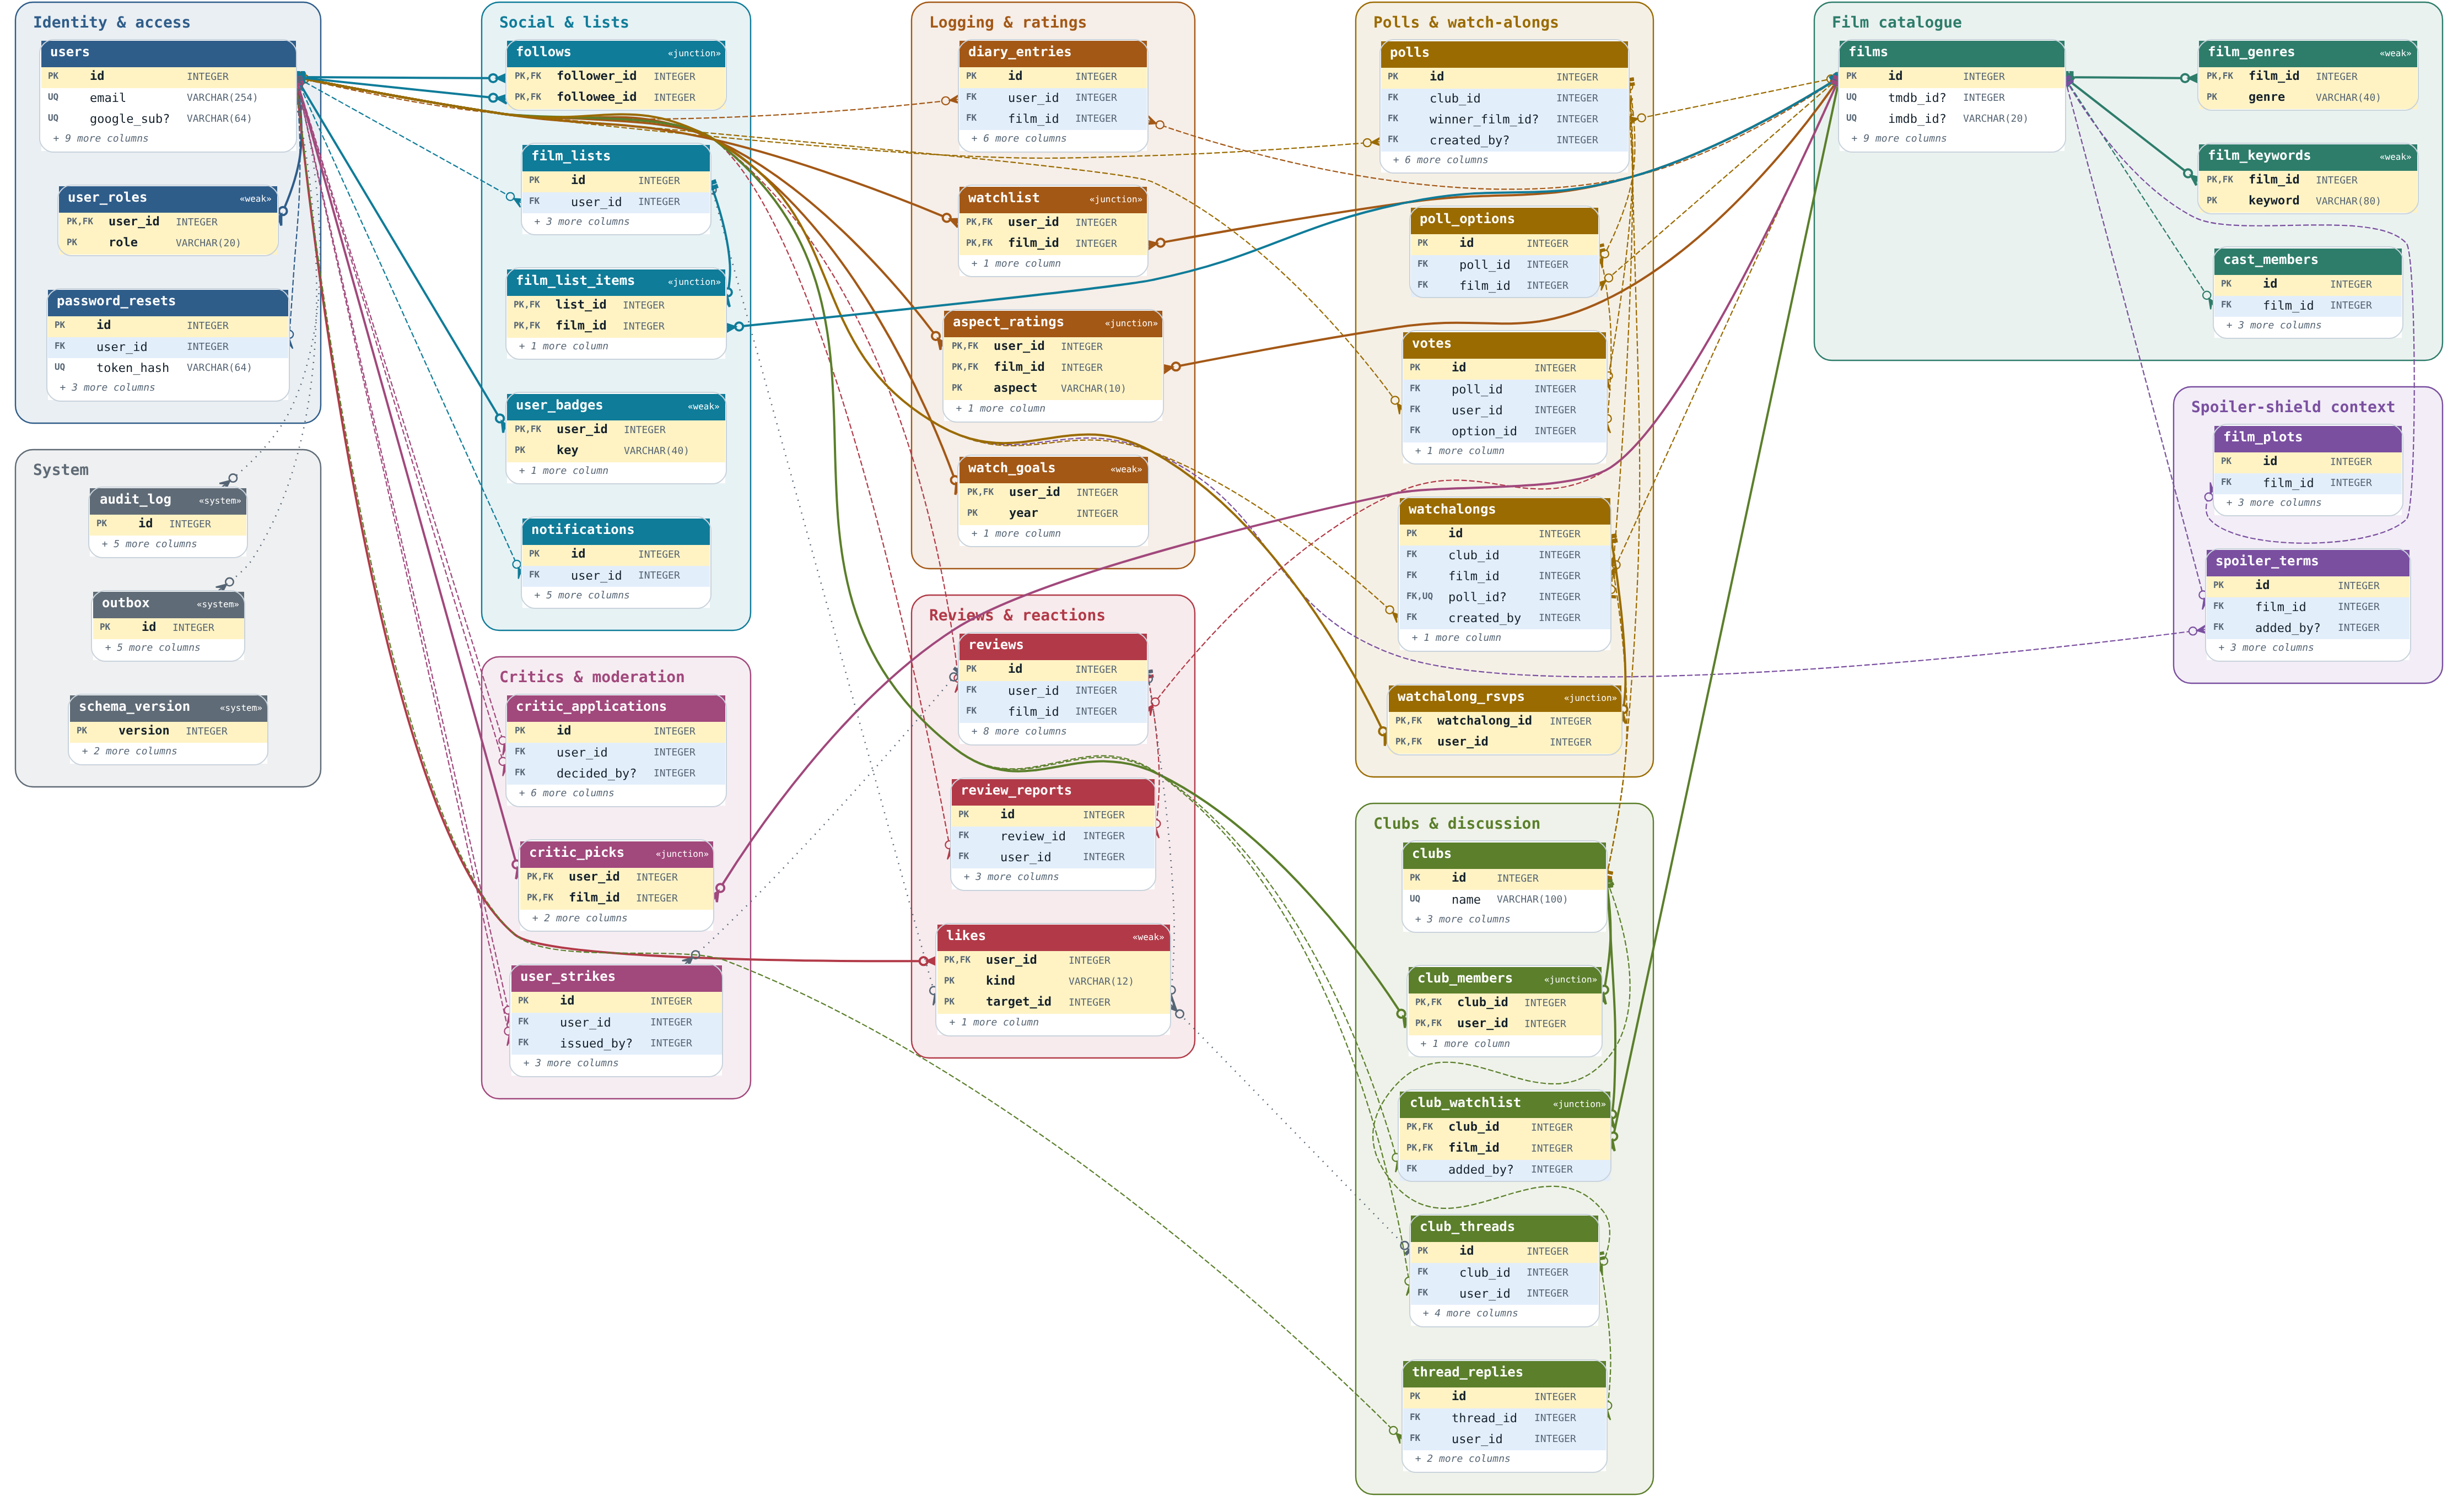 Identity & access
users
PK id INTEGER
UQ email VARCHAR(254)
UQ google_sub? VARCHAR(64)
+ 9 more columns
user_roles «weak»
PK,FK user_id INTEGER
PK role VARCHAR(20)
password_resets
PK id INTEGER
FK user_id INTEGER
UQ token_hash VARCHAR(64)
+ 3 more columns
System
audit_log «system»
PK id INTEGER
+ 5 more columns
outbox «system»
PK id INTEGER
+ 5 more columns
schema_version «system»
PK version INTEGER
+ 2 more columns
Social & lists
follows «junction»
PK,FK follower_id INTEGER
PK,FK followee_id INTEGER
film_lists
PK id INTEGER
FK user_id INTEGER
+ 3 more columns
film_list_items «junction»
PK,FK list_id INTEGER
PK,FK film_id INTEGER
+ 1 more column
user_badges «weak»
PK,FK user_id INTEGER
PK key VARCHAR(40)
+ 1 more column
notifications
PK id INTEGER
FK user_id INTEGER
+ 5 more columns
Critics & moderation
critic_applications
PK id INTEGER
FK user_id INTEGER
FK decided_by? INTEGER
+ 6 more columns
critic_picks «junction»
PK,FK user_id INTEGER
PK,FK film_id INTEGER
+ 2 more columns
user_strikes
PK id INTEGER
FK user_id INTEGER
FK issued_by? INTEGER
+ 3 more columns
Logging & ratings
diary_entries
PK id INTEGER
FK user_id INTEGER
FK film_id INTEGER
+ 6 more columns
watchlist «junction»
PK,FK user_id INTEGER
PK,FK film_id INTEGER
+ 1 more column
aspect_ratings «junction»
PK,FK user_id INTEGER
PK,FK film_id INTEGER
PK aspect VARCHAR(10)
+ 1 more column
watch_goals «weak»
PK,FK user_id INTEGER
PK year INTEGER
+ 1 more column
Reviews & reactions
reviews
PK id INTEGER
FK user_id INTEGER
FK film_id INTEGER
+ 8 more columns
review_reports
PK id INTEGER
FK review_id INTEGER
FK user_id INTEGER
+ 3 more columns
likes «weak»
PK,FK user_id INTEGER
PK kind VARCHAR(12)
PK target_id INTEGER
+ 1 more column
Polls & watch-alongs
polls
PK id INTEGER
FK club_id INTEGER
FK winner_film_id? INTEGER
FK created_by? INTEGER
+ 6 more columns
poll_options
PK id INTEGER
FK poll_id INTEGER
FK film_id INTEGER
votes
PK id INTEGER
FK poll_id INTEGER
FK user_id INTEGER
FK option_id INTEGER
+ 1 more column
watchalongs
PK id INTEGER
FK club_id INTEGER
FK film_id INTEGER
FK,UQ poll_id? INTEGER
FK created_by INTEGER
+ 1 more column
watchalong_rsvps «junction»
PK,FK watchalong_id INTEGER
PK,FK user_id INTEGER
Clubs & discussion
clubs
PK id INTEGER
UQ name VARCHAR(100)
+ 3 more columns
club_members «junction»
PK,FK club_id INTEGER
PK,FK user_id INTEGER
+ 1 more column
club_watchlist «junction»
PK,FK club_id INTEGER
PK,FK film_id INTEGER
FK added_by? INTEGER
club_threads
PK id INTEGER
FK club_id INTEGER
FK user_id INTEGER
+ 4 more columns
thread_replies
PK id INTEGER
FK thread_id INTEGER
FK user_id INTEGER
+ 2 more columns
Film catalogue
films
PK id INTEGER
UQ tmdb_id? INTEGER
UQ imdb_id? VARCHAR(20)
+ 9 more columns
film_genres «weak»
PK,FK film_id INTEGER
PK genre VARCHAR(40)
film_keywords «weak»
PK,FK film_id INTEGER
PK keyword VARCHAR(80)
cast_members
PK id INTEGER
FK film_id INTEGER
+ 3 more columns
Spoiler-shield context
film_plots
PK id INTEGER
FK film_id INTEGER
+ 3 more columns
spoiler_terms
PK id INTEGER
FK film_id INTEGER
FK added_by? INTEGER
+ 3 more columns